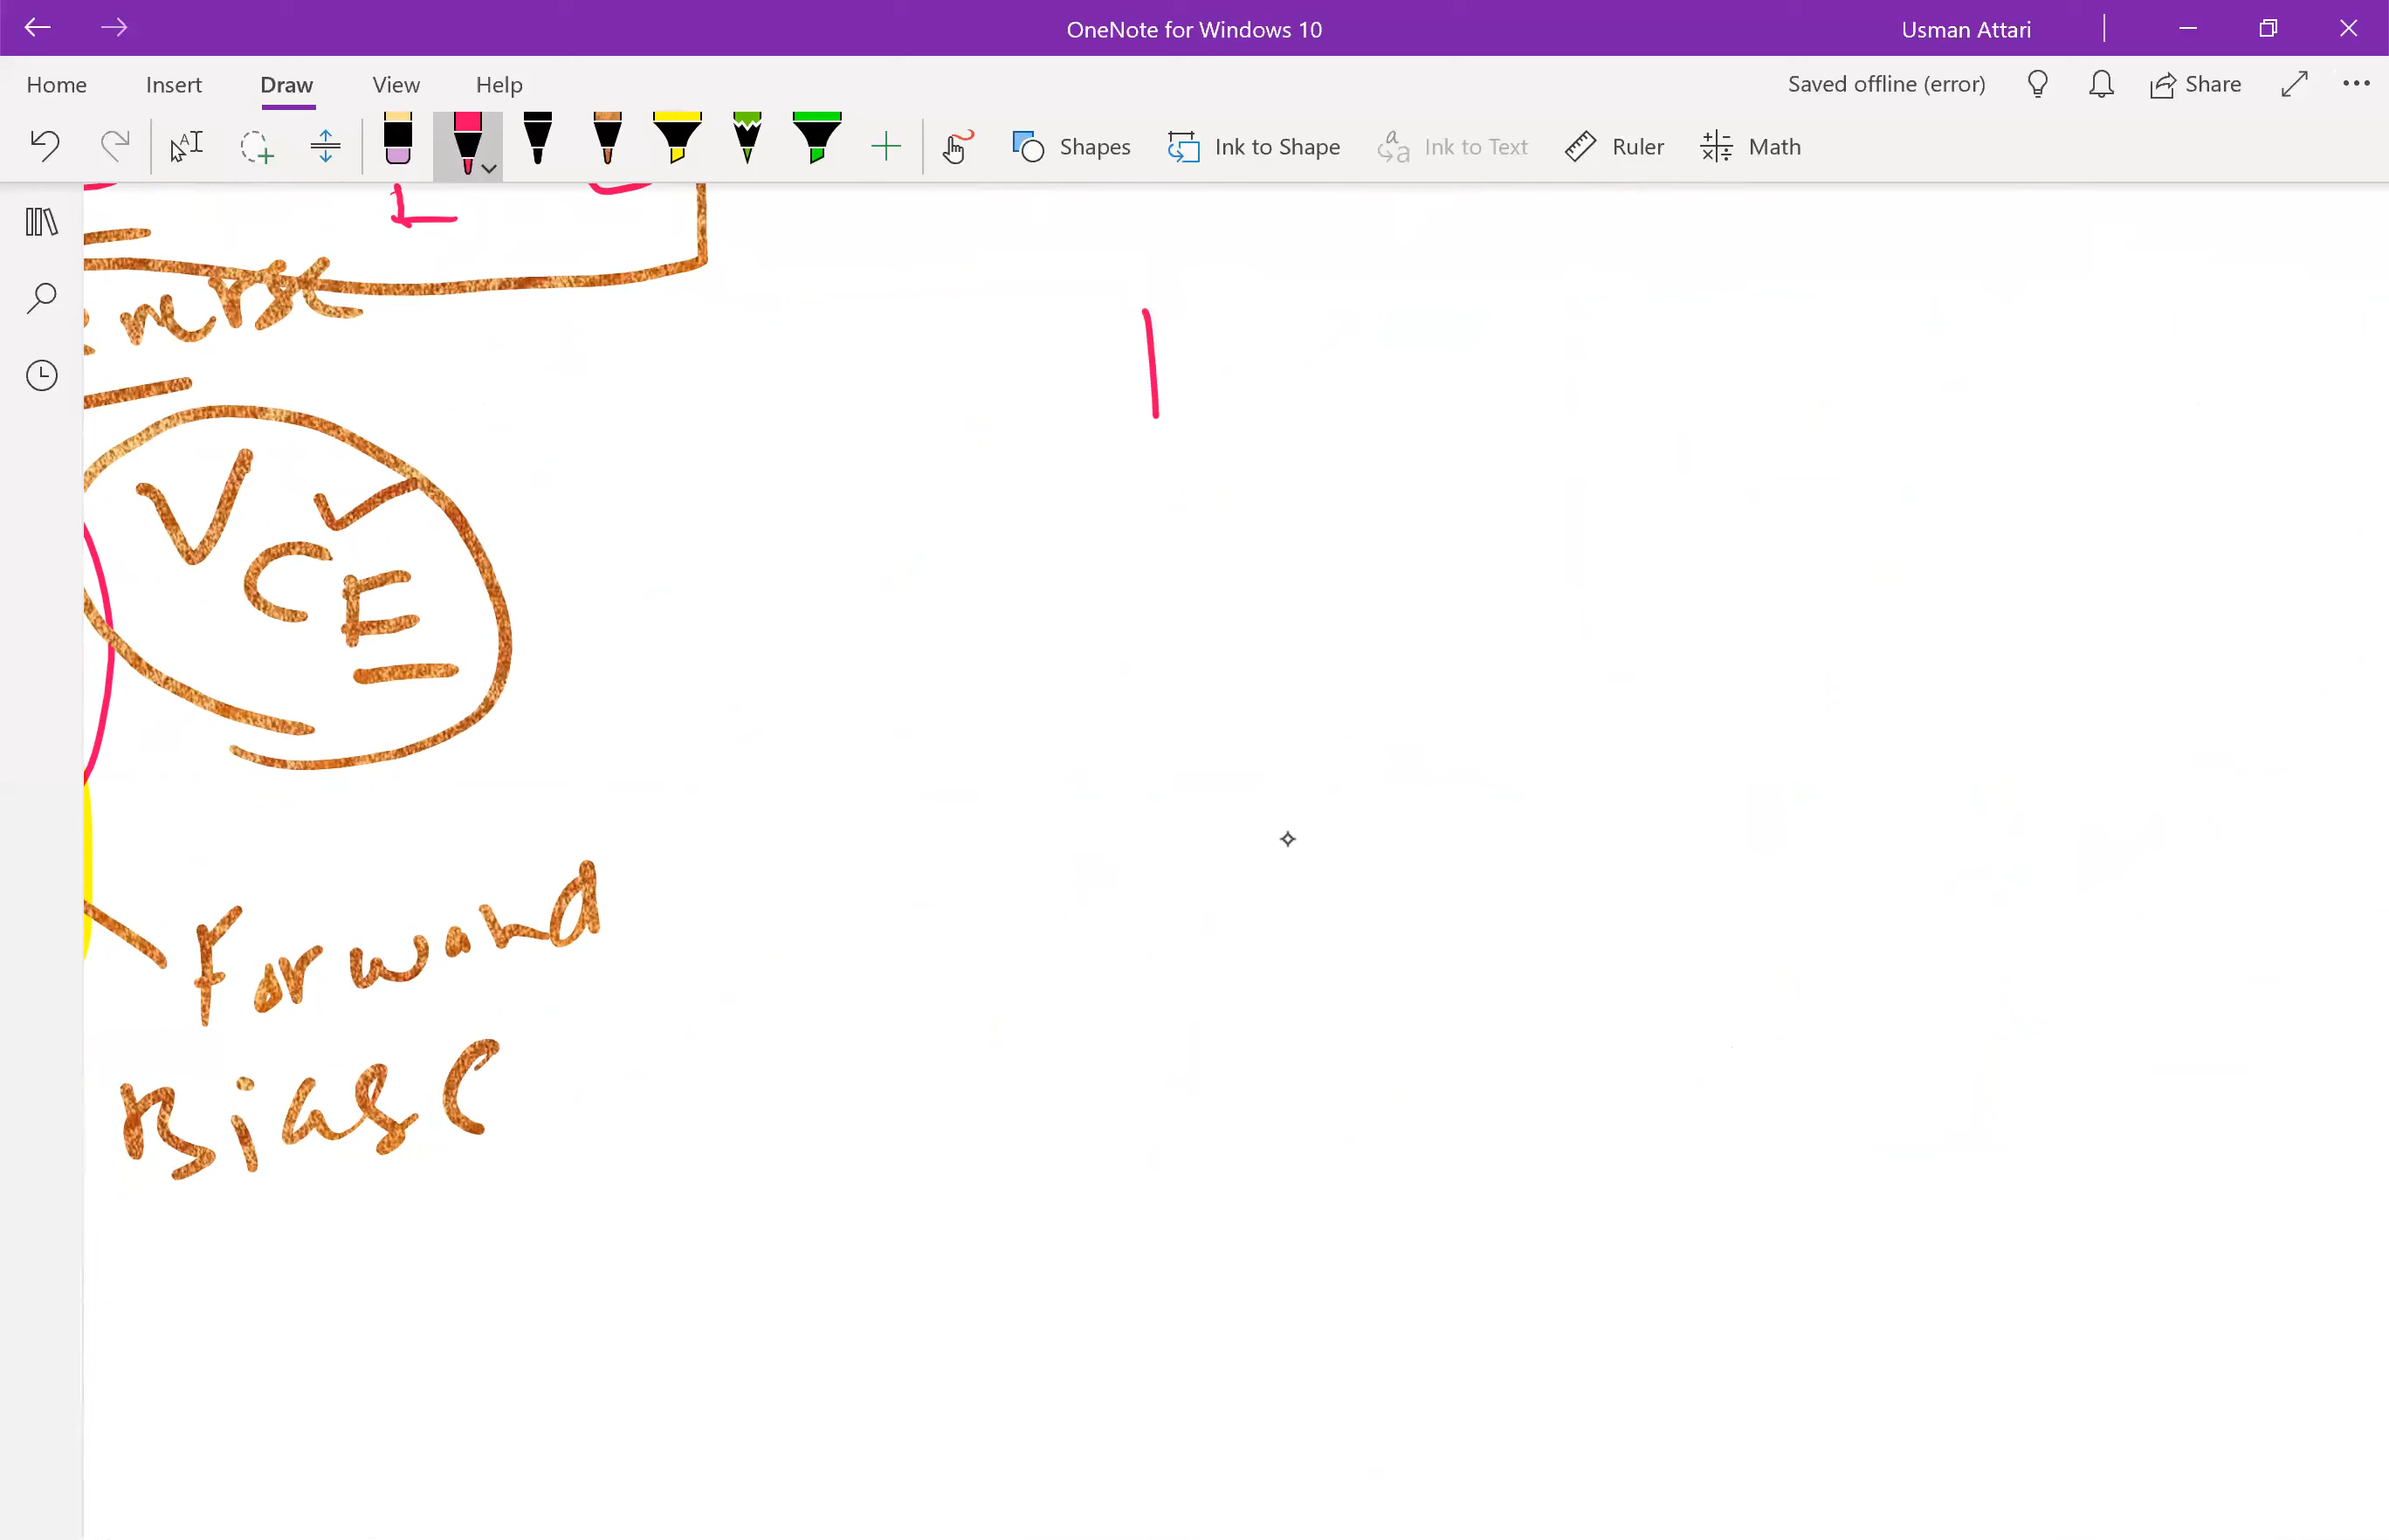 OneNote for Windows 10 Usman Attari
Home Insert Draw View Help Saved offline (error) Share
Shapes Ink to Shape Ink to Text Ruler Math
L
VCE
Forward
Biase